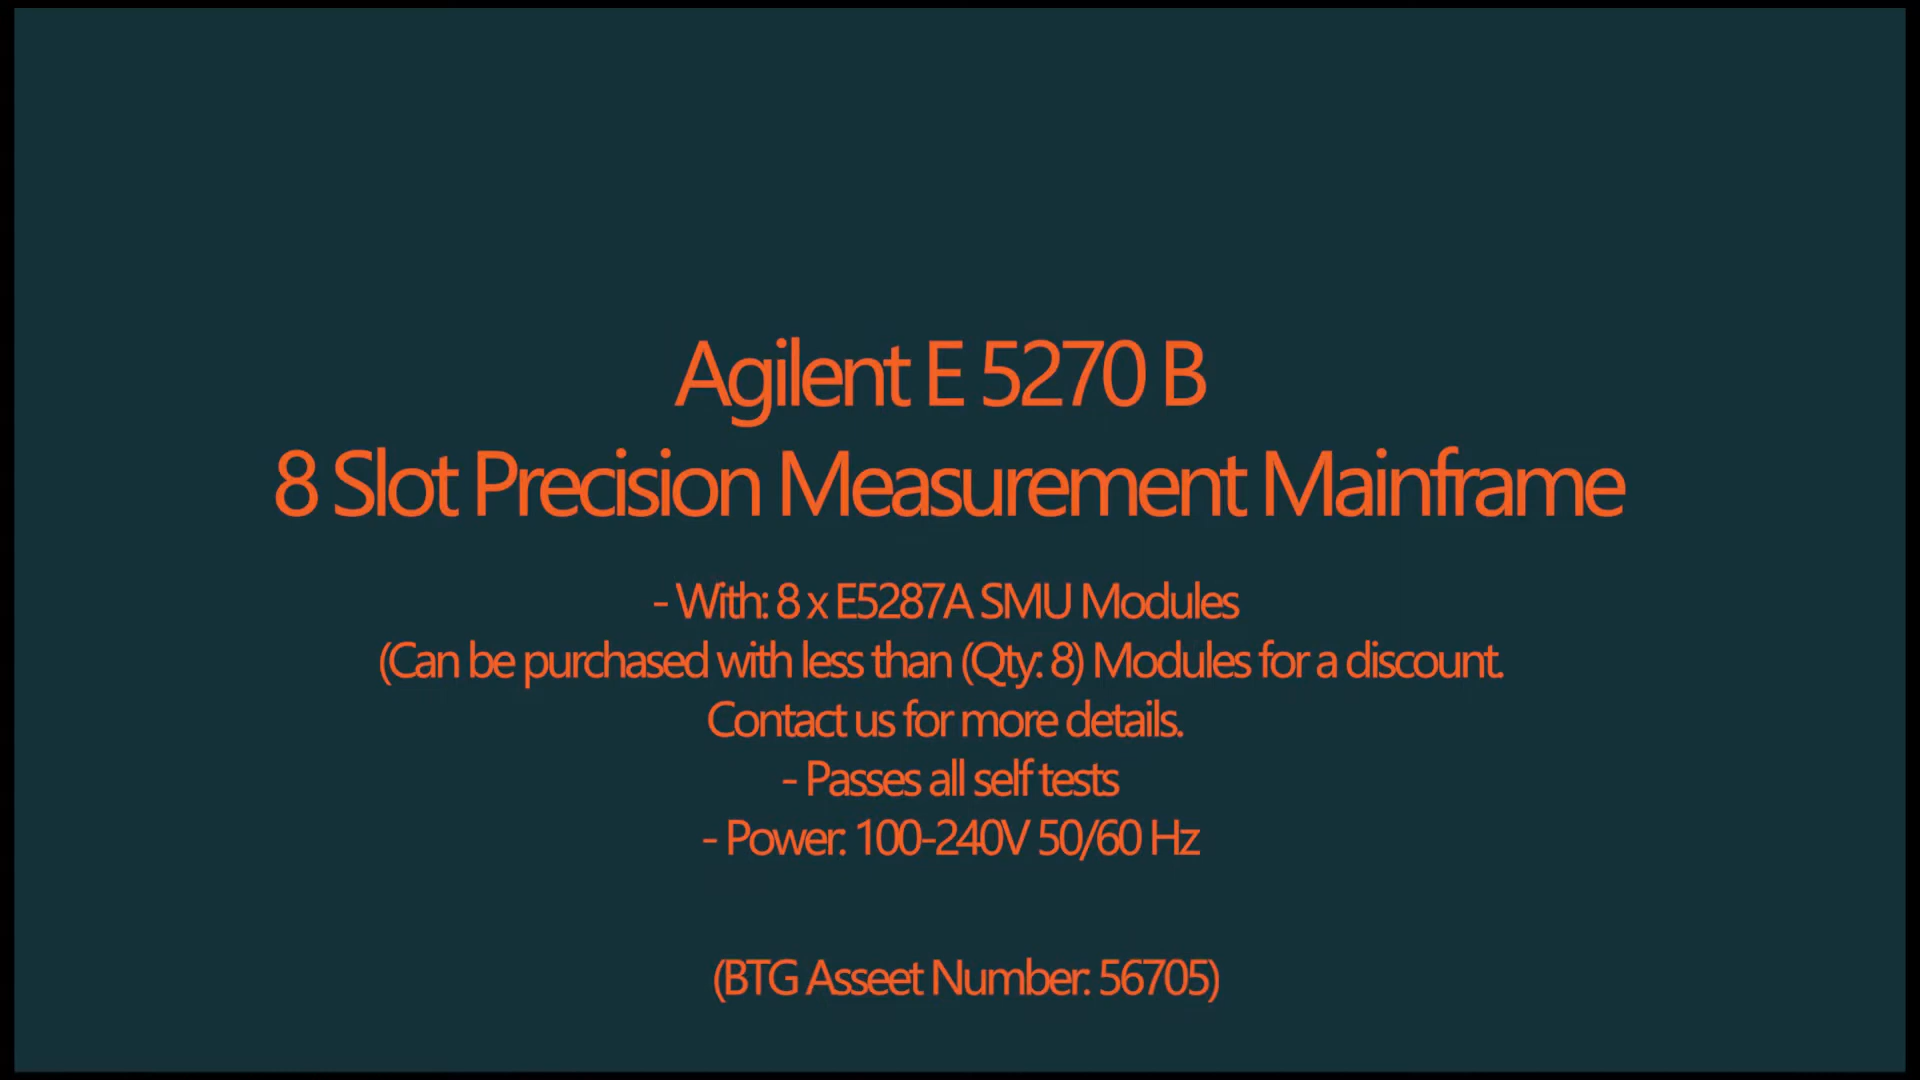 Agilent E 5270 B
8 Slot Precision Measurement Mainframe
- With: 8 x E5287A SMU Modules
(Can be purchased with less than (Qty: 8) Modules for a discount.
Contact us for more details.
- Passes all self tests
- Power: 100-240V 50/60 Hz
(BTG Asseet Number: 56705)